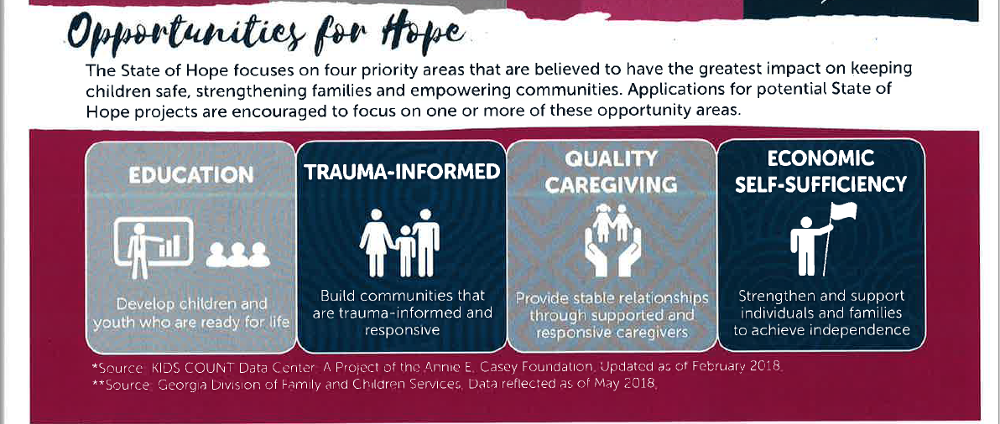 Opportunities for Hope
The State of Hope focuses on four priority areas that are believed to have the greatest impact on keeping
children safe, strengthening families and empowering communities. Applications for potential State of
Hope projects are encouraged to focus on one or more of these opportunity areas.
EDUCATION
Develop children and
youth who are ready for life
TRAUMA-INFORMED
Build communities that
are trauma-informed and
responsive
QUALITY
CAREGIVING
Provide stable relationships
through supported and
responsive caregivers
ECONOMIC
SELF-SUFFICIENCY
Strengthen and support
individuals and families
to achieve independence
*Source: KIDS COUNT Data Center, A Project of the Annie E. Casey Foundation, Updated as of February 2018.
**Source: Georgia Division of Family and Children Services, Data reflected as of May 2018.